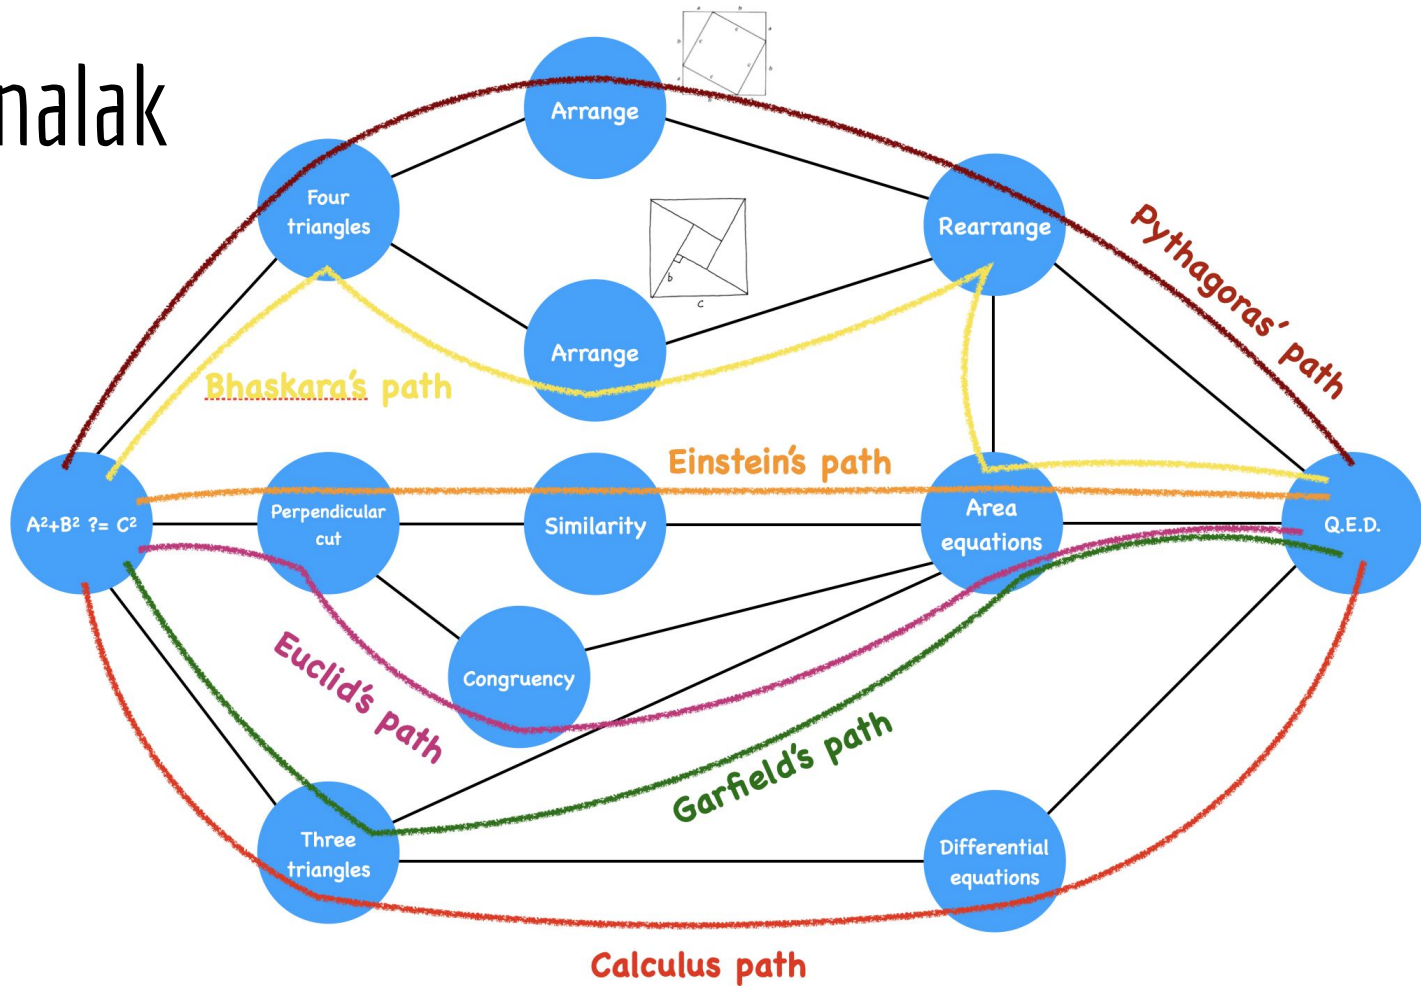 nalak
a b
Arrange
c
c
a
b
c
c
b
a
Four
triangles
Rearrange
Pythagoras' path
b
c
Arrange
Bhaskara's path
Einstein's path
A²+B² ?= C²
Perpendicular
cut
Similarity
Area
equations
Q.E.D.
Euclid's path
Congruency
Garfield's path
Three
triangles
Differential
equations
Calculus path